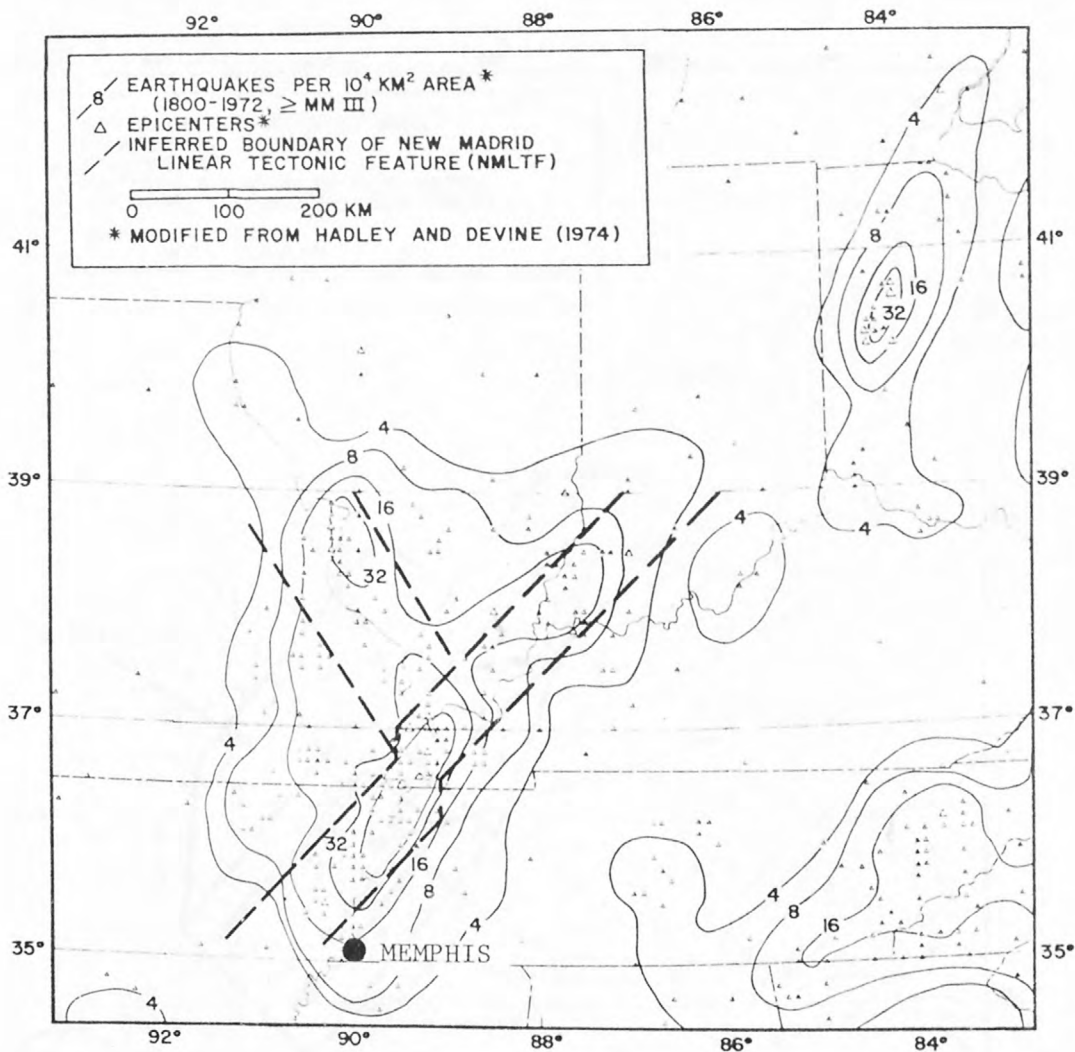 92° 90° 88° 86° 84°
8 EARTHQUAKES PER 10⁴ KM² AREA *
(1800-1972, ≥ MM III)
△ EPICENTERS *
INFERRED BOUNDARY OF NEW MADRID
LINEAR TECTONIC FEATURE (NMLTF)
0 100 200 KM
* MODIFIED FROM HADLEY AND DEVINE (1974)
4
41° 8 41°
16
32
4
8
39° 39°
16
4
4
32
37° 37°
4
32
16
8
4
4
8
16
35° MEMPHIS 35°
4
92° 90° 88° 86° 84°